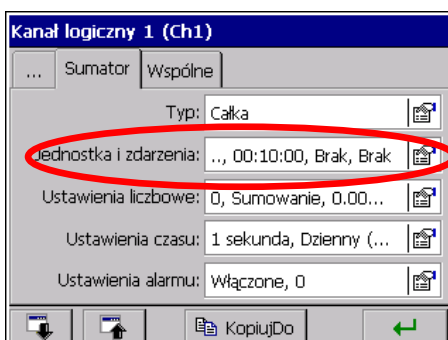 Kanał logiczny 1 (Ch1)
... Sumator Wspólne
Typ: Całka
Jednostka i zdarzenia: .., 00:10:00, Brak, Brak
Ustawienia liczbowe: 0, Sumowanie, 0.00...
Ustawienia czasu: 1 sekunda, Dzienny (...
Ustawienia alarmu: Włączone, 0
KopiujDo